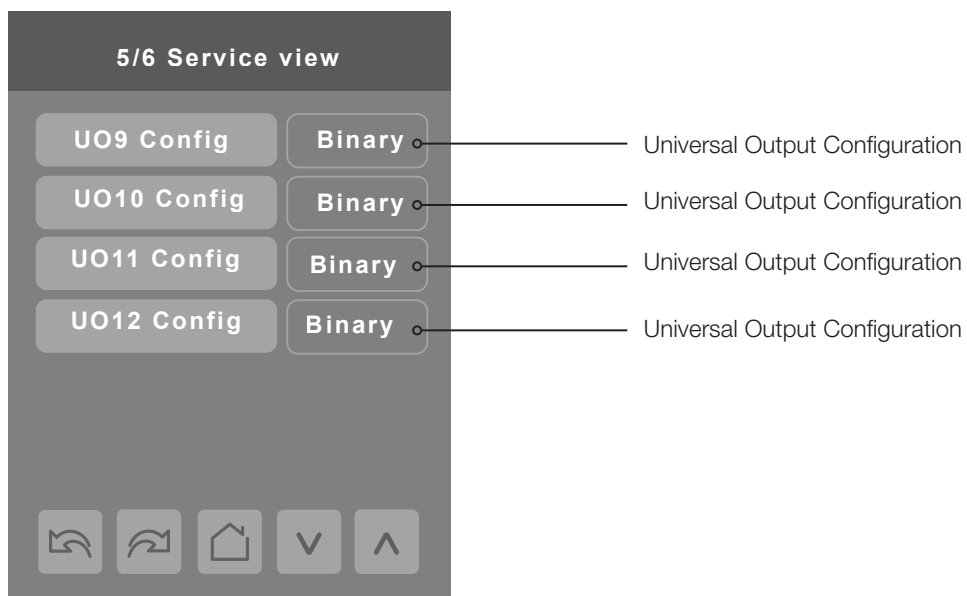 5/6 Service view
UO9 Config Binary Universal Output Configuration
UO10 Config Binary Universal Output Configuration
UO11 Config Binary Universal Output Configuration
UO12 Config Binary Universal Output Configuration